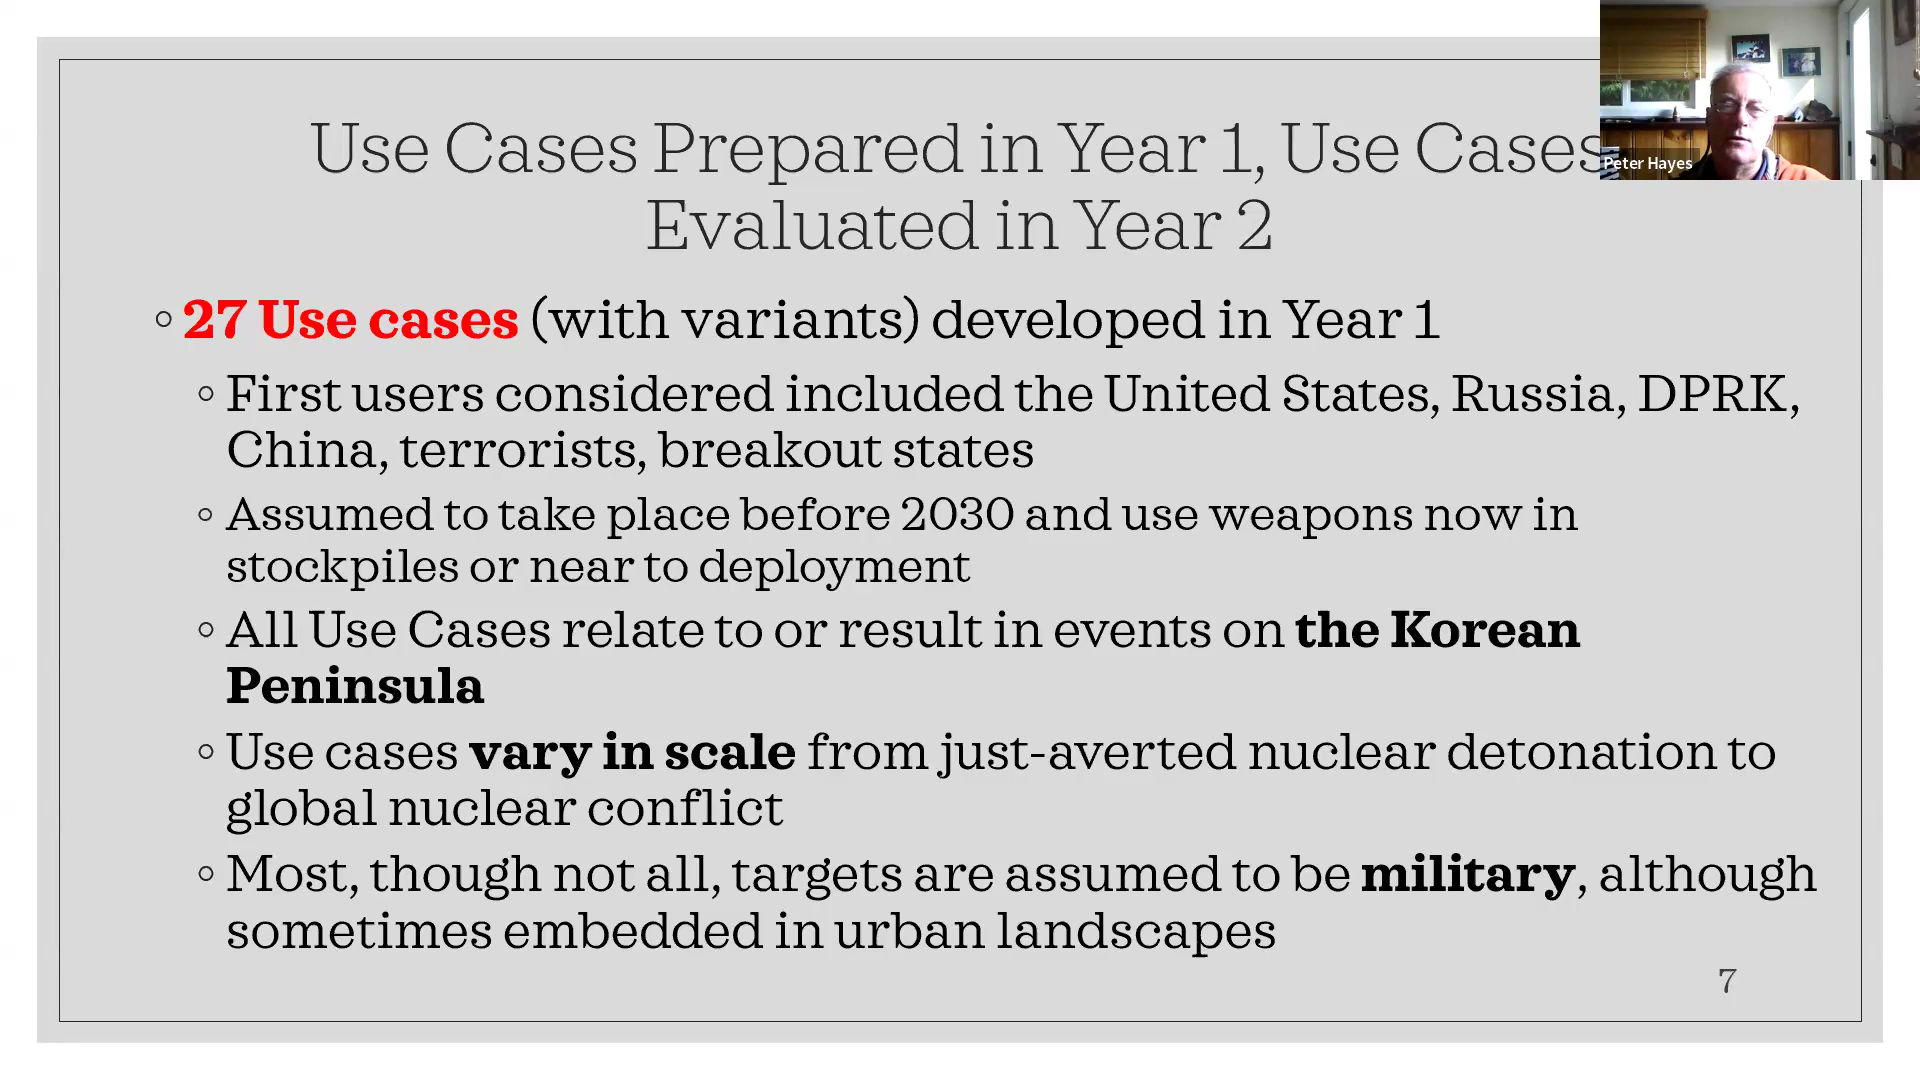 Use Cases Prepared in Year 1, Use Cases
Evaluated in Year 2
Peter Hayes
◦ 27 Use cases (with variants) developed in Year 1
◦ First users considered included the United States, Russia, DPRK,
China, terrorists, breakout states
◦ Assumed to take place before 2030 and use weapons now in
stockpiles or near to deployment
◦ All Use Cases relate to or result in events on the Korean
Peninsula
◦ Use cases vary in scale from just-averted nuclear detonation to
global nuclear conflict
◦ Most, though not all, targets are assumed to be military, although
sometimes embedded in urban landscapes
7